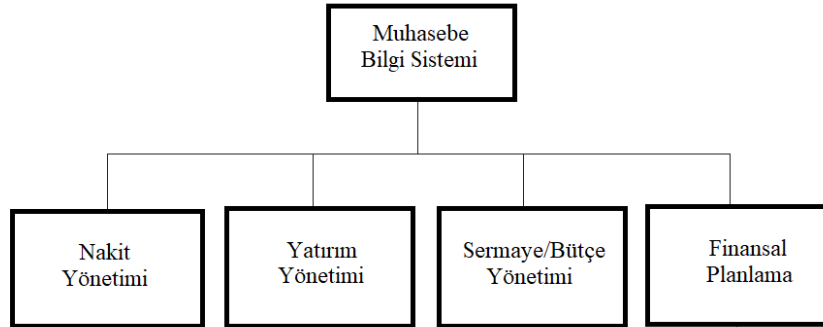 Muhasebe
Bilgi Sistemi
Nakit
Yönetimi
Yatırım
Yönetimi
Sermaye/Bütçe
Yönetimi
Finansal
Planlama